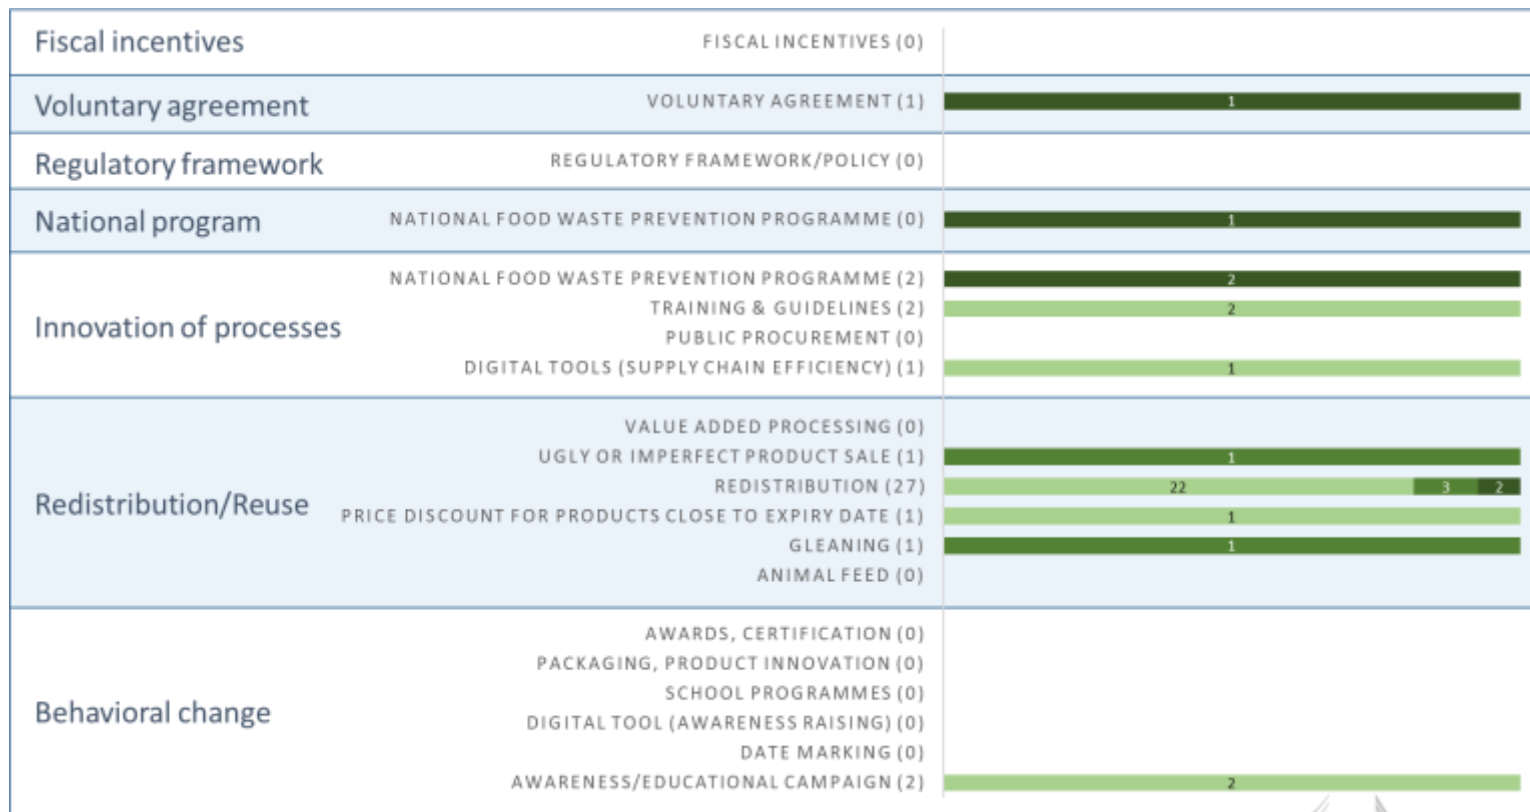 Fiscal incentives
FISCAL INCENTIVES (0)
Voluntary agreement
VOLUNTARY AGREEMENT (1)
1
Regulatory framework
REGULATORY FRAMEWORK/POLICY (0)
National program
NATIONAL FOOD WASTE PREVENTION PROGRAMME (0)
1
Innovation of processes
NATIONAL FOOD WASTE PREVENTION PROGRAMME (2)
2
TRAINING & GUIDELINES (2)
2
PUBLIC PROCUREMENT (0)
DIGITAL TOOLS (SUPPLY CHAIN EFFICIENCY) (1)
1
Redistribution/Reuse
VALUE ADDED PROCESSING (0)
UGLY OR IMPERFECT PRODUCT SALE (1)
1
REDISTRIBUTION (27)
22 3 2
PRICE DISCOUNT FOR PRODUCTS CLOSE TO EXPIRY DATE (1)
1
GLEANING (1)
1
ANIMAL FEED (0)
Behavioral change
AWARDS, CERTIFICATION (0)
PACKAGING, PRODUCT INNOVATION (0)
SCHOOL PROGRAMMES (0)
DIGITAL TOOL (AWARENESS RAISING) (0)
DATE MARKING (0)
AWARENESS/EDUCATIONAL CAMPAIGN (2)
2